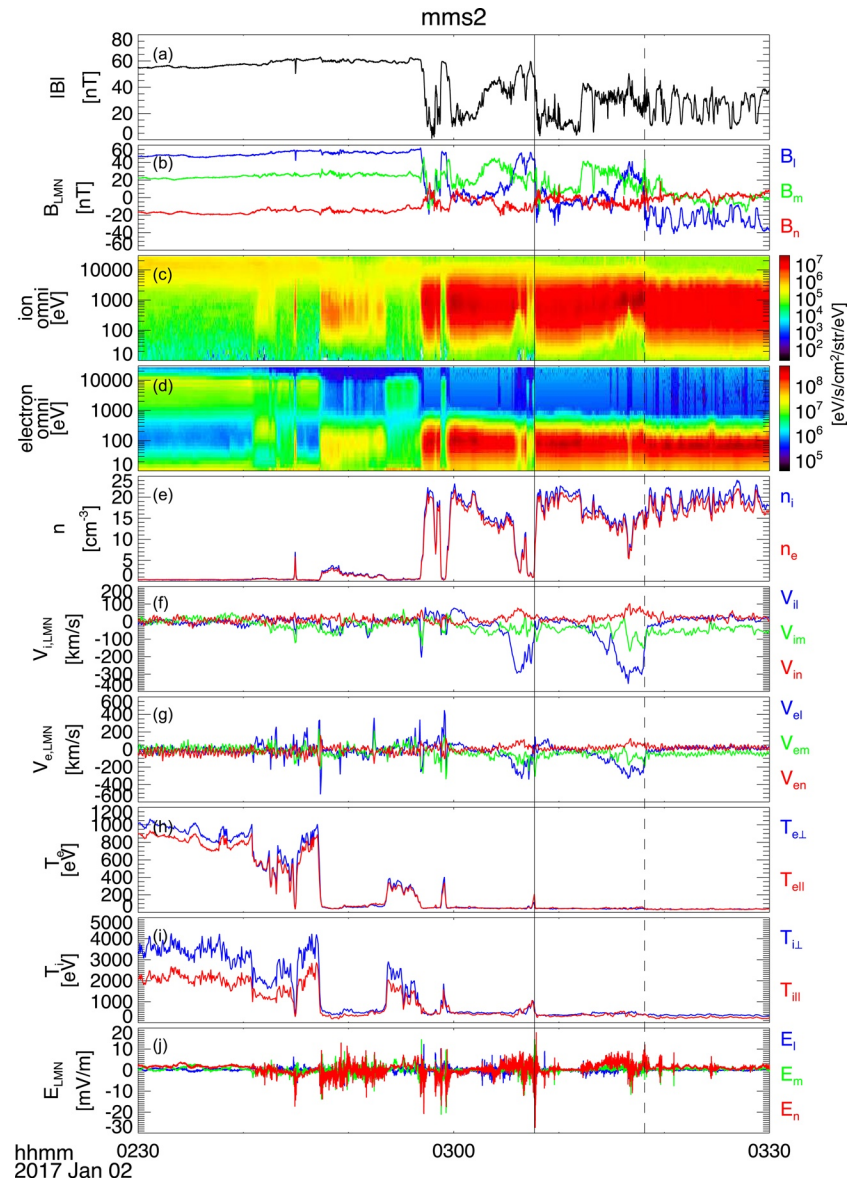 mms2
(a)
|B|
[nT]
80
60
40
20
0
(b)
B_LMN
[nT]
60
40
20
0
-20
-40
-60
B_l
B_m
B_n
(c)
ion
omni
[eV]
10000
1000
100
10
10^7
10^6
10^5
10^4
10^3
10^2
(d)
electron
omni
[eV]
10000
1000
100
10
10^8
10^7
10^6
10^5
[eV/s/cm^2/str/eV]
(e)
n
[cm^-3]
25
20
15
10
5
0
n_i
n_e
(f)
V_i,LMN
[km/s]
200
100
0
-100
-200
-300
-400
V_il
V_im
V_in
(g)
V_e,LMN
[km/s]
600
400
200
0
-200
-400
-600
V_el
V_em
V_en
(h)
T_e
[eV]
1200
1000
800
600
400
200
0
T_e⊥
T_ell
(i)
T_i
[eV]
5000
4000
3000
2000
1000
0
T_i⊥
T_ill
(j)
E_LMN
[mV/m]
20
10
0
-10
-20
-30
E_l
E_m
E_n
hhmm
0230
0300
0330
2017 Jan 02